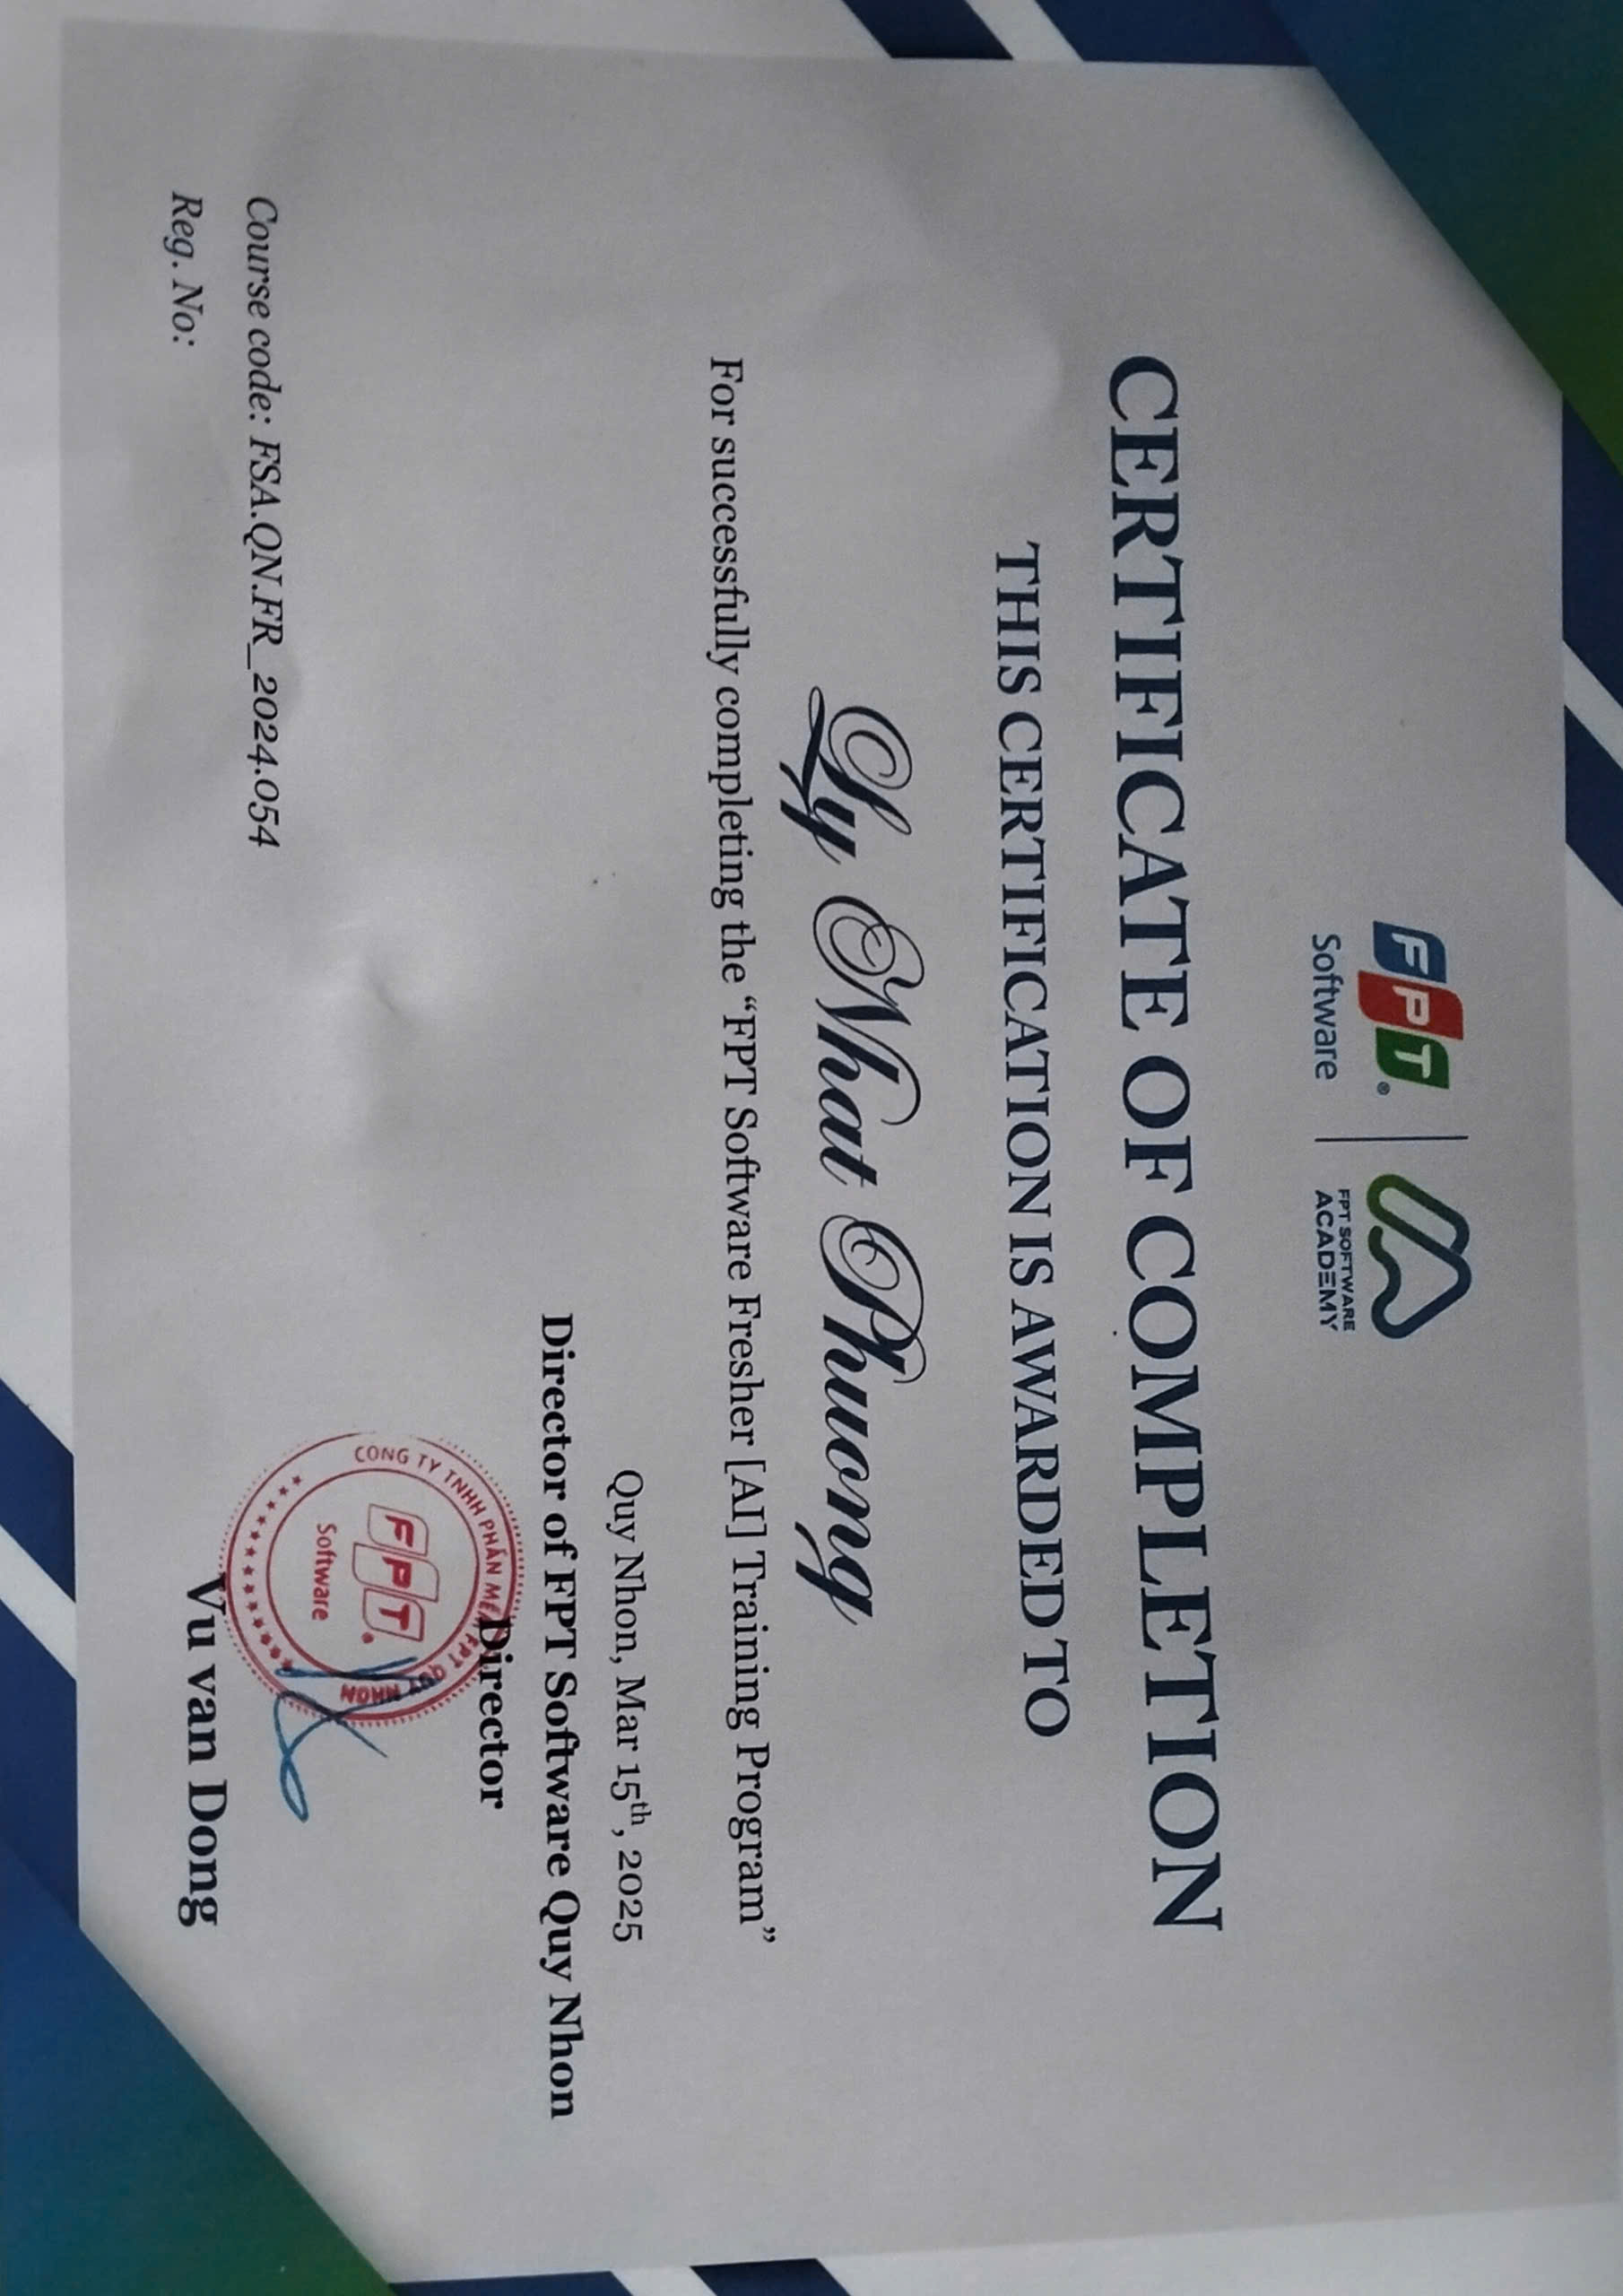 FPT.
Software
FPT SOFTWARE
ACADEMY
CERTIFICATE OF COMPLETION
THIS CERTIFICATION IS AWARDED TO
Ly Nhat Phuong
For successfully completing the “FPT Software Fresher [AI] Training Program”
Quy Nhon, Mar 15th, 2025
Director of FPT Software Quy Nhon
Director
CÔNG TY TNHH PHẦN MỀM FPT QUY NHƠN
FPT.
Software
Vu van Dong
Course code: FSA.QN.FR_2024.054
Reg. No: